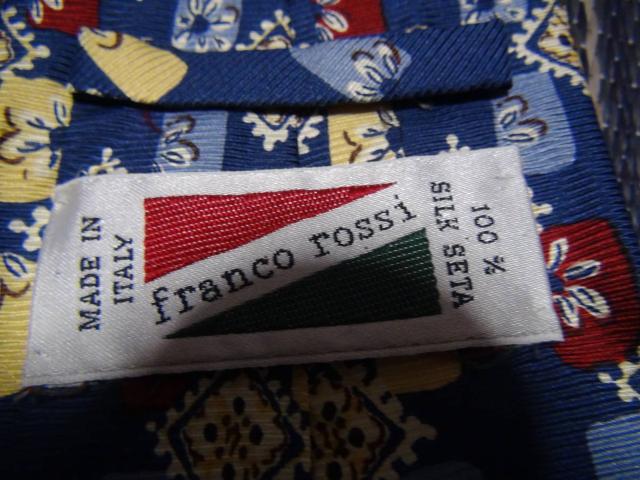 MADE IN
ITALY
franco rossi
100 %
SILK SETA